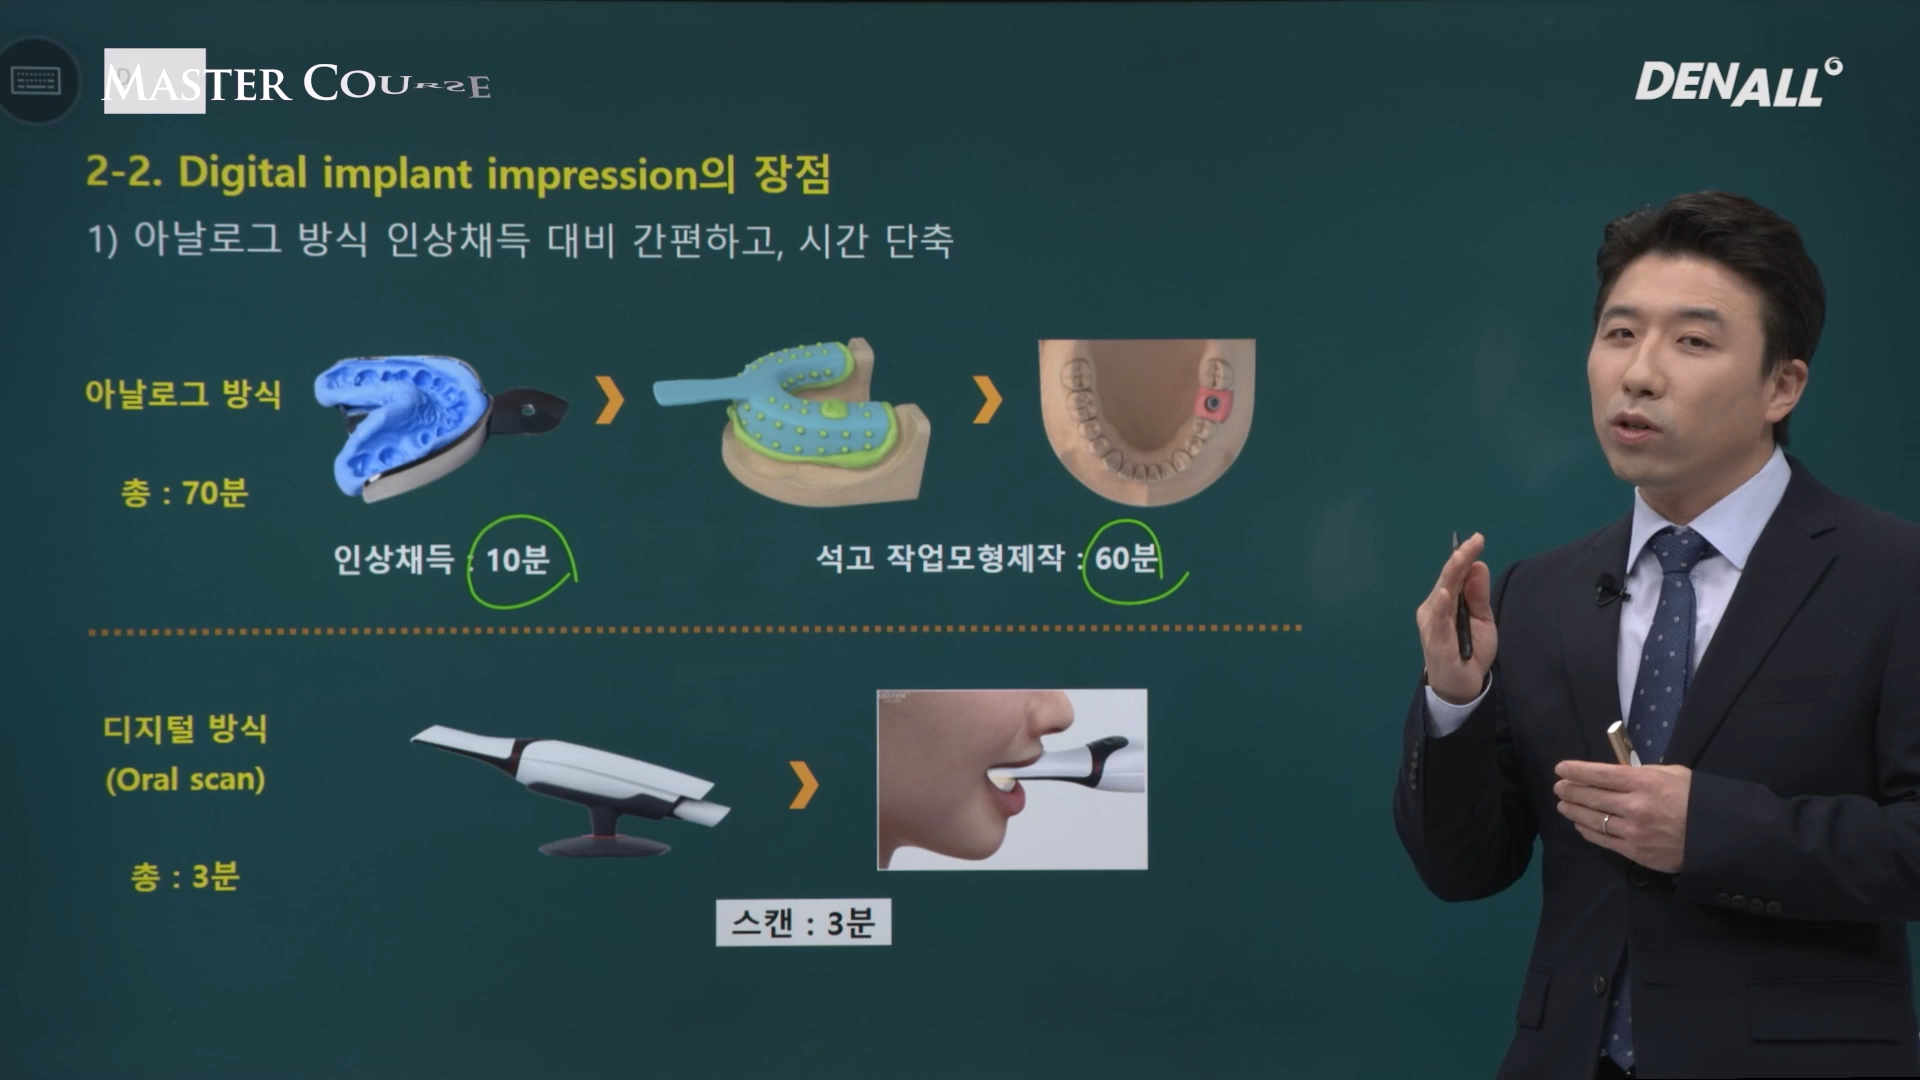 MASTER COURSE
DENALL
2-2. Digital implant impression의 장점
1) 아날로그 방식 인상채득 대비 간편하고, 시간 단축
아날로그 방식
총 : 70분
인상채득 : 10분
석고 작업모형제작 : 60분
디지털 방식
(Oral scan)
총 : 3분
스캔 : 3분